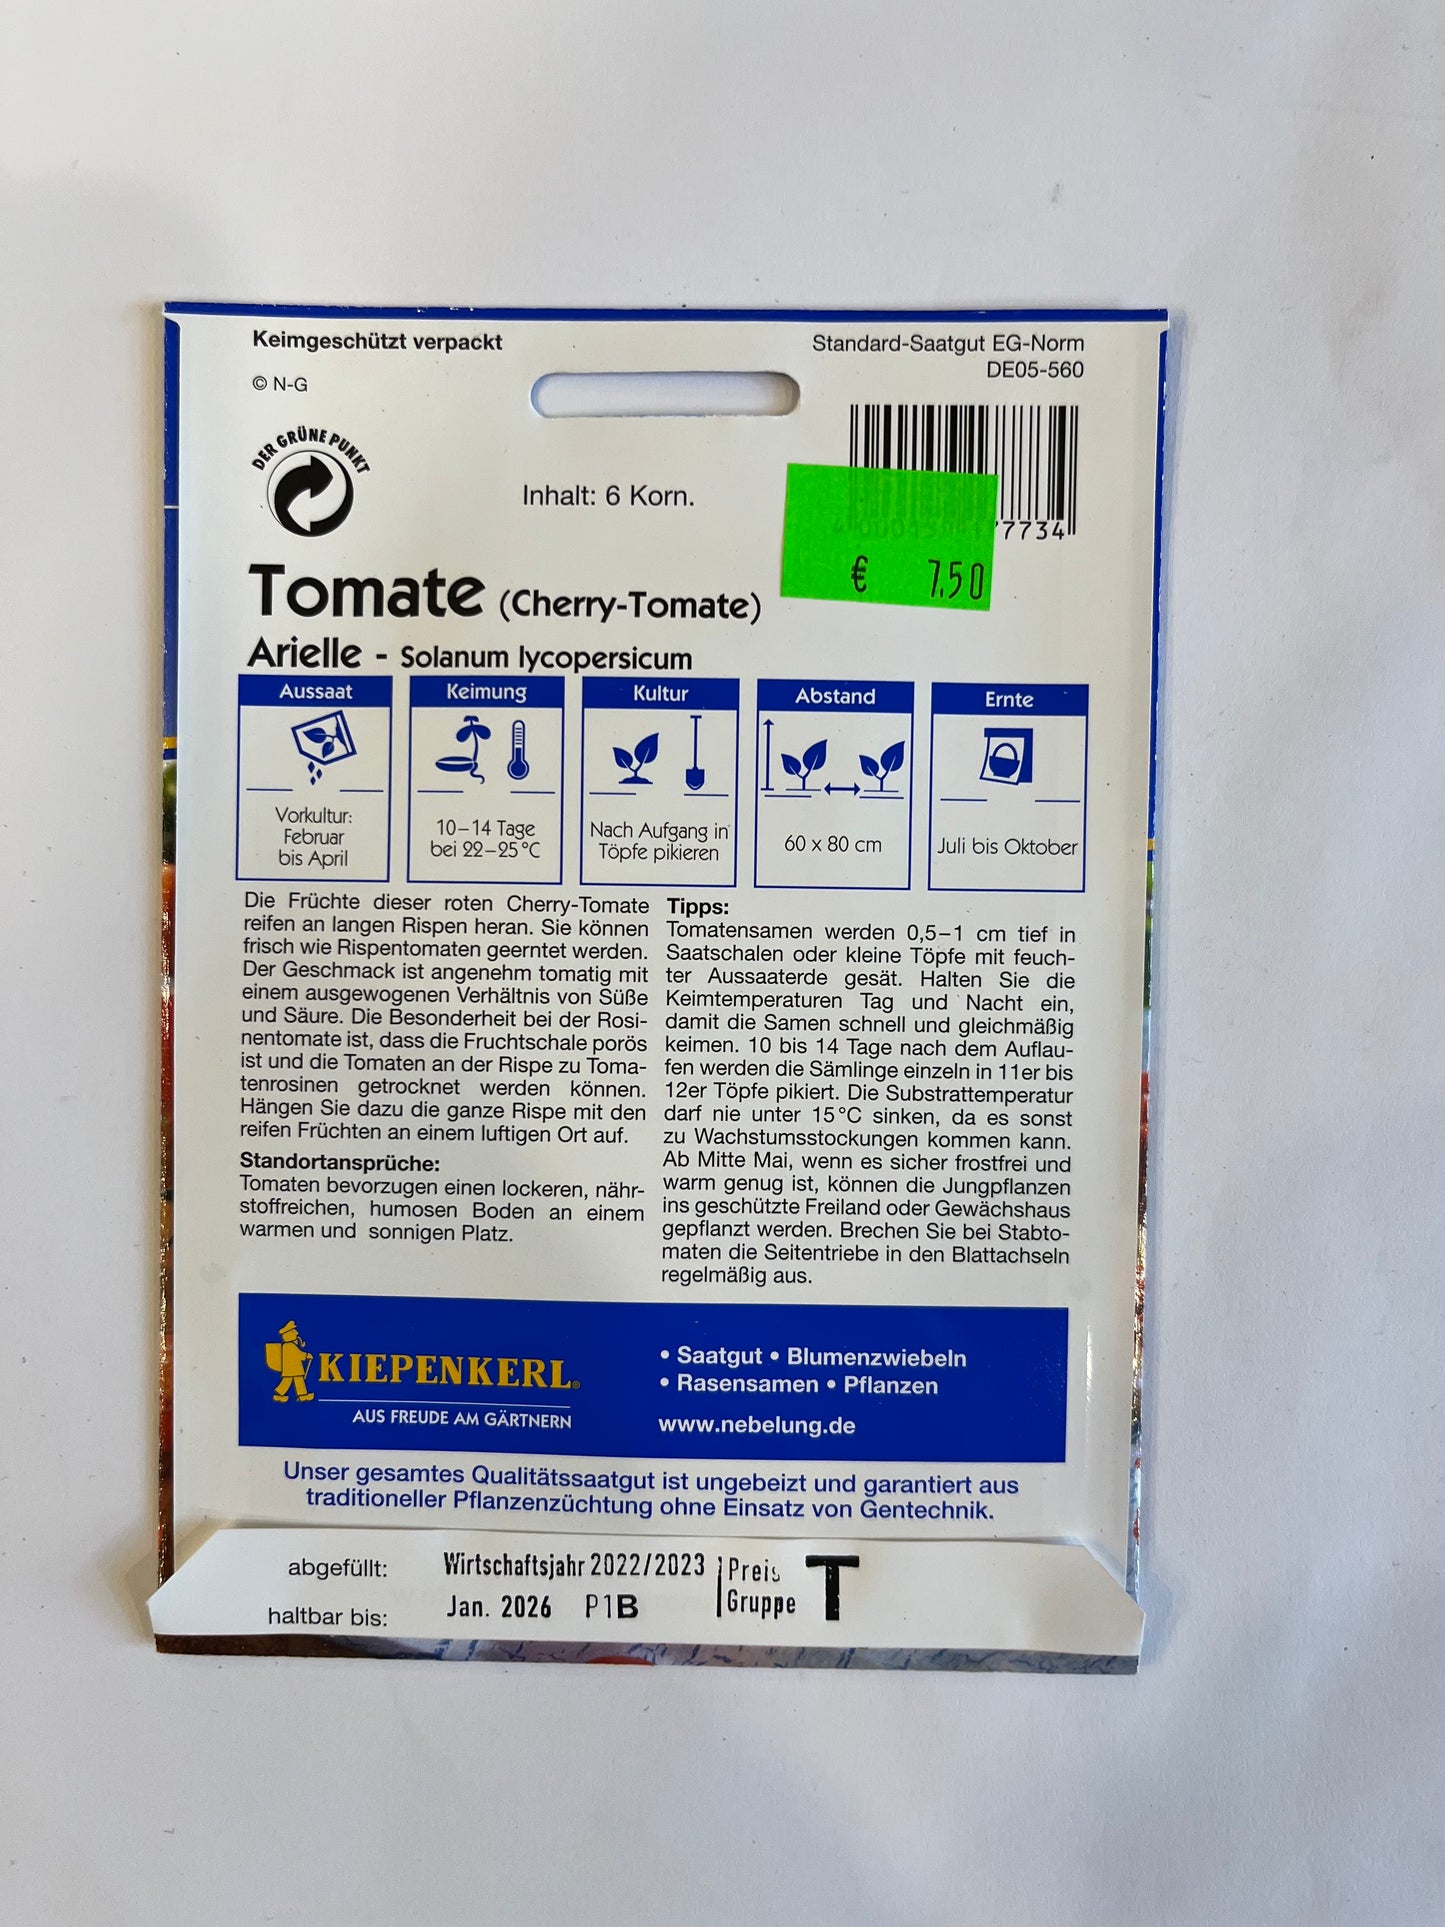 Keimgeschützt verpackt
© N-G
Standard-Saatgut EG-Norm
DE05-560
DER GRÜNE PUNKT
Inhalt: 6 Korn.
7734
€ 7.50
Tomate (Cherry-Tomate)
Arielle - Solanum lycopersicum
Aussaat
Vorkultur:
Februar
bis April
Keimung
10–14 Tage
bei 22–25°C
Kultur
Nach Aufgang in
Töpfe pikieren
Abstand
60 x 80 cm
Ernte
Juli bis Oktober
Die Früchte dieser roten Cherry-Tomate
reifen an langen Rispen heran. Sie können
frisch wie Rispentomaten geerntet werden.
Der Geschmack ist angenehm tomatig mit
einem ausgewogenen Verhältnis von Süße
und Säure. Die Besonderheit bei der Rosi-
nentomate ist, dass die Fruchtschale porös
ist und die Tomaten an der Rispe zu Toma-
tenrosinen getrocknet werden können.
Hängen Sie dazu die ganze Rispe mit den
reifen Früchten an einem luftigen Ort auf.
Standortansprüche:
Tomaten bevorzugen einen lockeren, nähr-
stoffreichen, humosen Boden an einem
warmen und sonnigen Platz.
Tipps:
Tomatensamen werden 0,5–1 cm tief in
Saatschalen oder kleine Töpfe mit feuch-
ter Aussaaterde gesät. Halten Sie die
Keimtemperaturen Tag und Nacht ein,
damit die Samen schnell und gleichmäßig
keimen. 10 bis 14 Tage nach dem Auflau-
fen werden die Sämlinge einzeln in 11er bis
12er Töpfe pikiert. Die Substrattemperatur
darf nie unter 15°C sinken, da es sonst
zu Wachstumsstockungen kommen kann.
Ab Mitte Mai, wenn es sicher frostfrei und
warm genug ist, können die Jungpflanzen
ins geschützte Freiland oder Gewächshaus
gepflanzt werden. Brechen Sie bei Stabto-
maten die Seitentriebe in den Blattachseln
regelmäßig aus.
KIEPENKERL®
AUS FREUDE AM GÄRTNERN
• Saatgut • Blumenzwiebeln
• Rasensamen • Pflanzen
www.nebelung.de
Unser gesamtes Qualitätssaatgut ist ungebeizt und garantiert aus
traditioneller Pflanzenzüchtung ohne Einsatz von Gentechnik.
abgefüllt: Wirtschaftsjahr 2022/2023
haltbar bis: Jan. 2026 P1B
Preis
Gruppe T